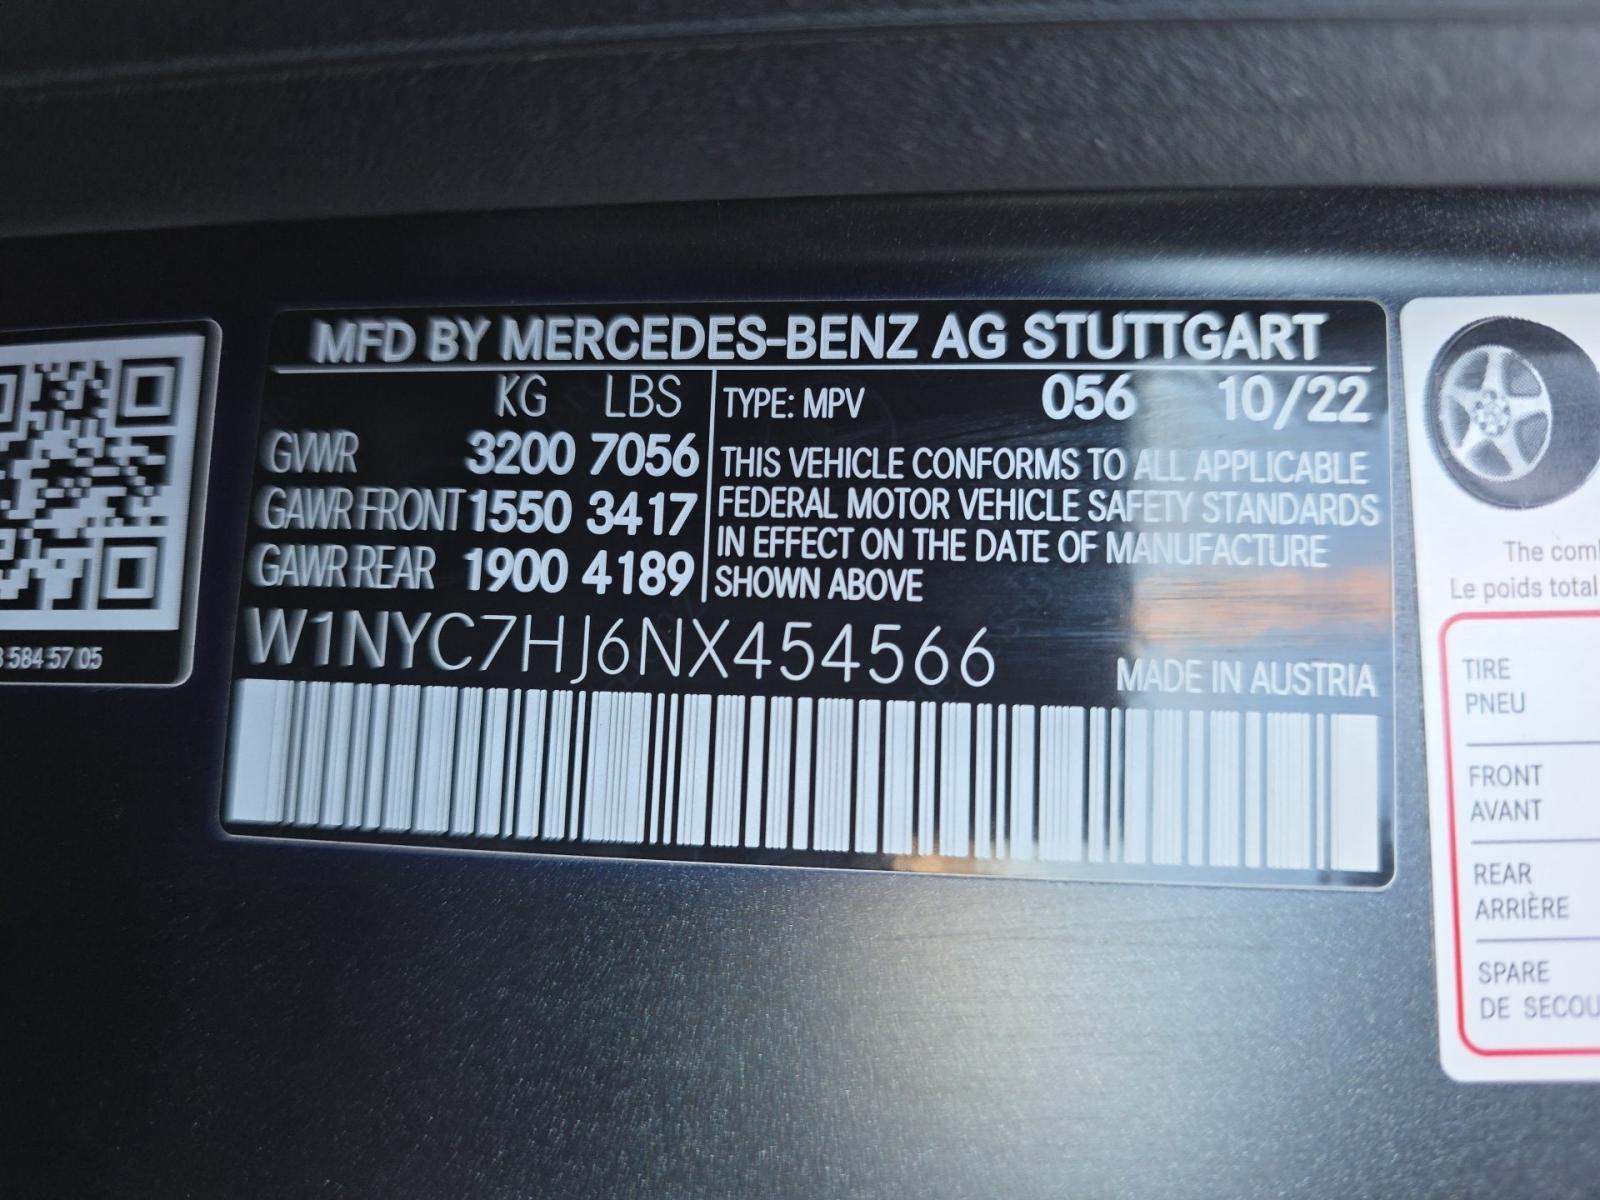 MFD BY MERCEDES-BENZ AG STUTTGART
KG LBS
GVWR 3200 7056
GAWR FRONT 1550 3417
GAWR REAR 1900 4189
TYPE: MPV 056 10/22
THIS VEHICLE CONFORMS TO ALL APPLICABLE
FEDERAL MOTOR VEHICLE SAFETY STANDARDS
IN EFFECT ON THE DATE OF MANUFACTURE
SHOWN ABOVE
W1NYC7HJ6NX454566
MADE IN AUSTRIA
584 57 05
The
Le poids total
TIRE
PNEU
FRONT
AVANT
REAR
ARRIÈRE
SPARE
DE